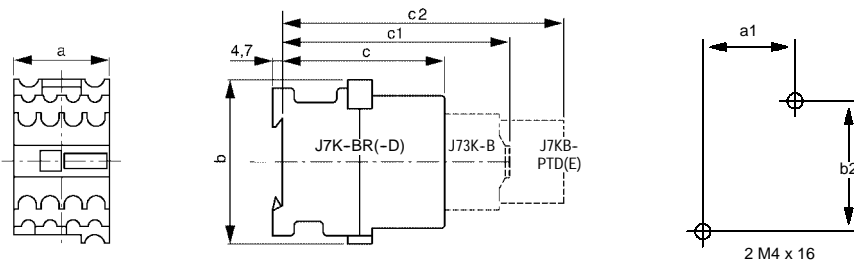 a
c2
c1
4,7
c
b
J7K-BR(-D)
J73K-B
J7KB-
PTD(E)
a1
b2
2 M4 x 16